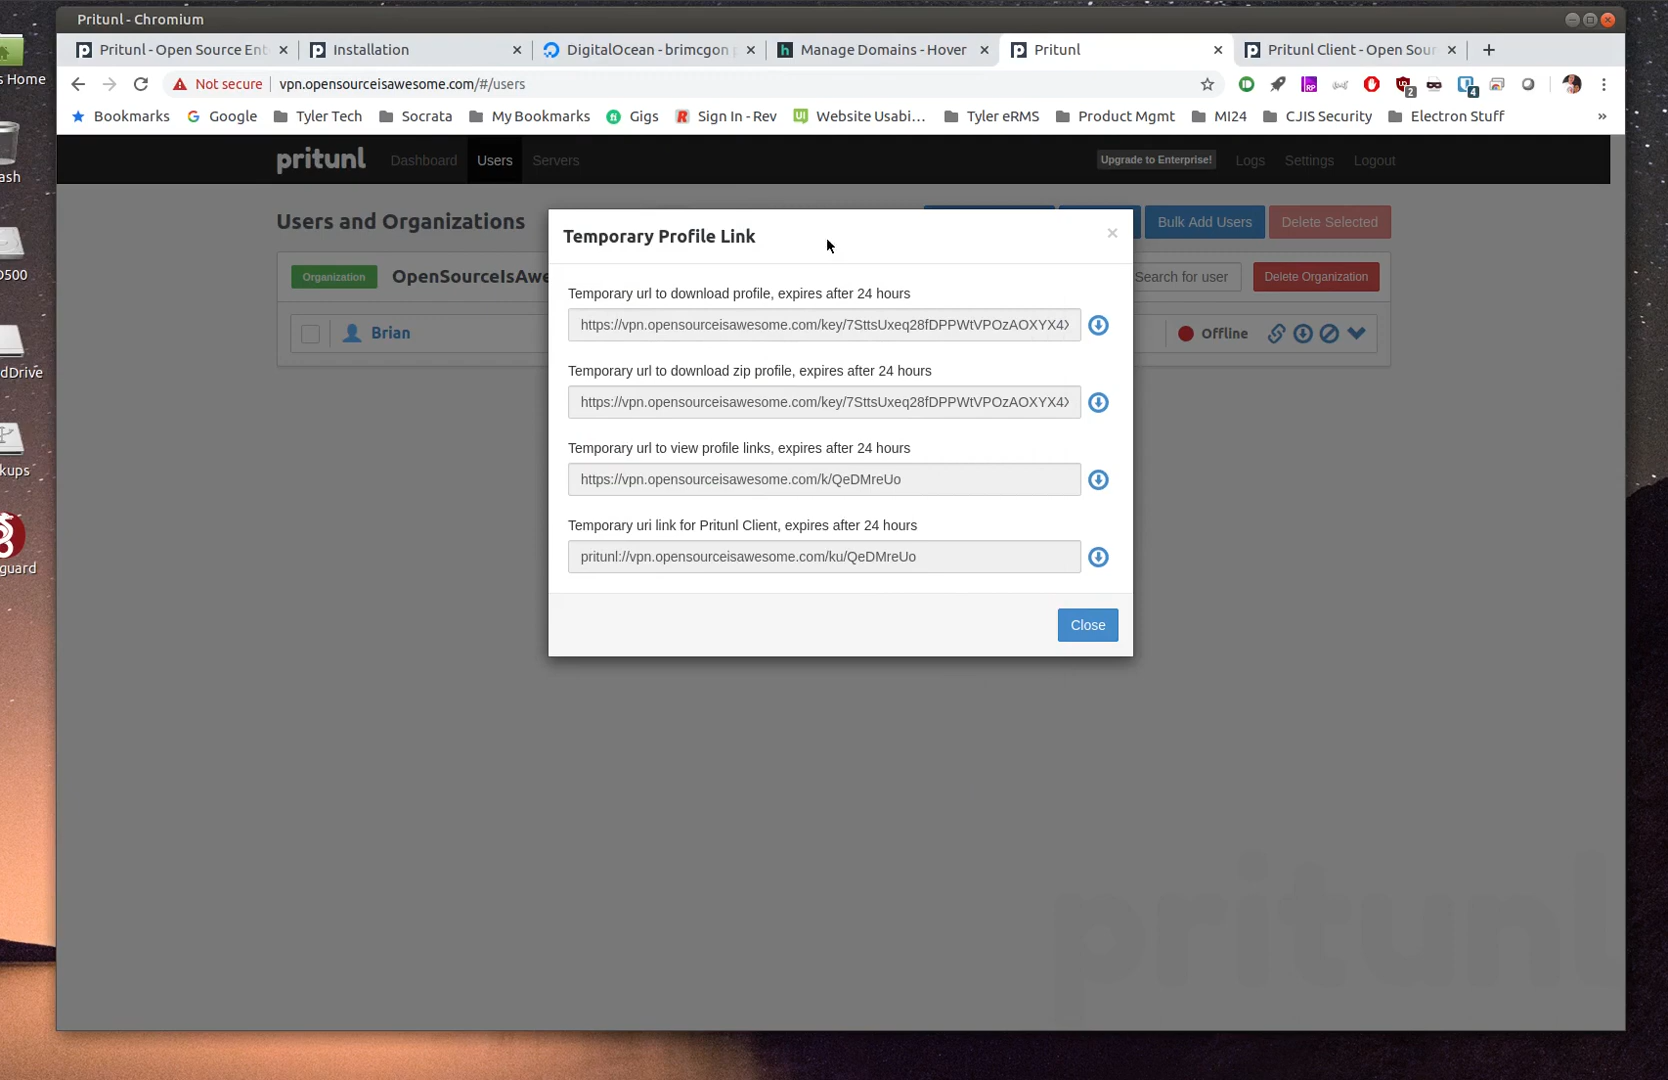 Pritunl - Chromium
Pritunl - Open Source Ent
Installation
DigitalOcean - brimcgon
Manage Domains - Hover
Pritunl
Pritunl Client - Open Sour
Not secure
vpn.opensourceisawesome.com/#/users
2
4
Bookmarks
Google
Tyler Tech
Socrata
My Bookmarks
Gigs
Sign In - Rev
Website Usabi...
Tyler eRMS
Product Mgmt
MI24
CJIS Security
Electron Stuff
»
pritunl
Dashboard
Users
Servers
Upgrade to Enterprise!
Logs
Settings
Logout
Users and Organizations
Bulk Add Users
Delete Selected
Organization
OpenSourceIsAwe
Search for user
Delete Organization
Brian
Offline
Temporary Profile Link
×
Temporary url to download profile, expires after 24 hours
https://vpn.opensourceisawesome.com/key/7SttsUxeq28fDPPWtVPOzAOXYX4X
Temporary url to download zip profile, expires after 24 hours
https://vpn.opensourceisawesome.com/key/7SttsUxeq28fDPPWtVPOzAOXYX4X
Temporary url to view profile links, expires after 24 hours
https://vpn.opensourceisawesome.com/k/QeDMreUo
Temporary uri link for Pritunl Client, expires after 24 hours
pritunl://vpn.opensourceisawesome.com/ku/QeDMreUo
Close
pritunl
s Home
ash
0500
dDrive
kups
guard